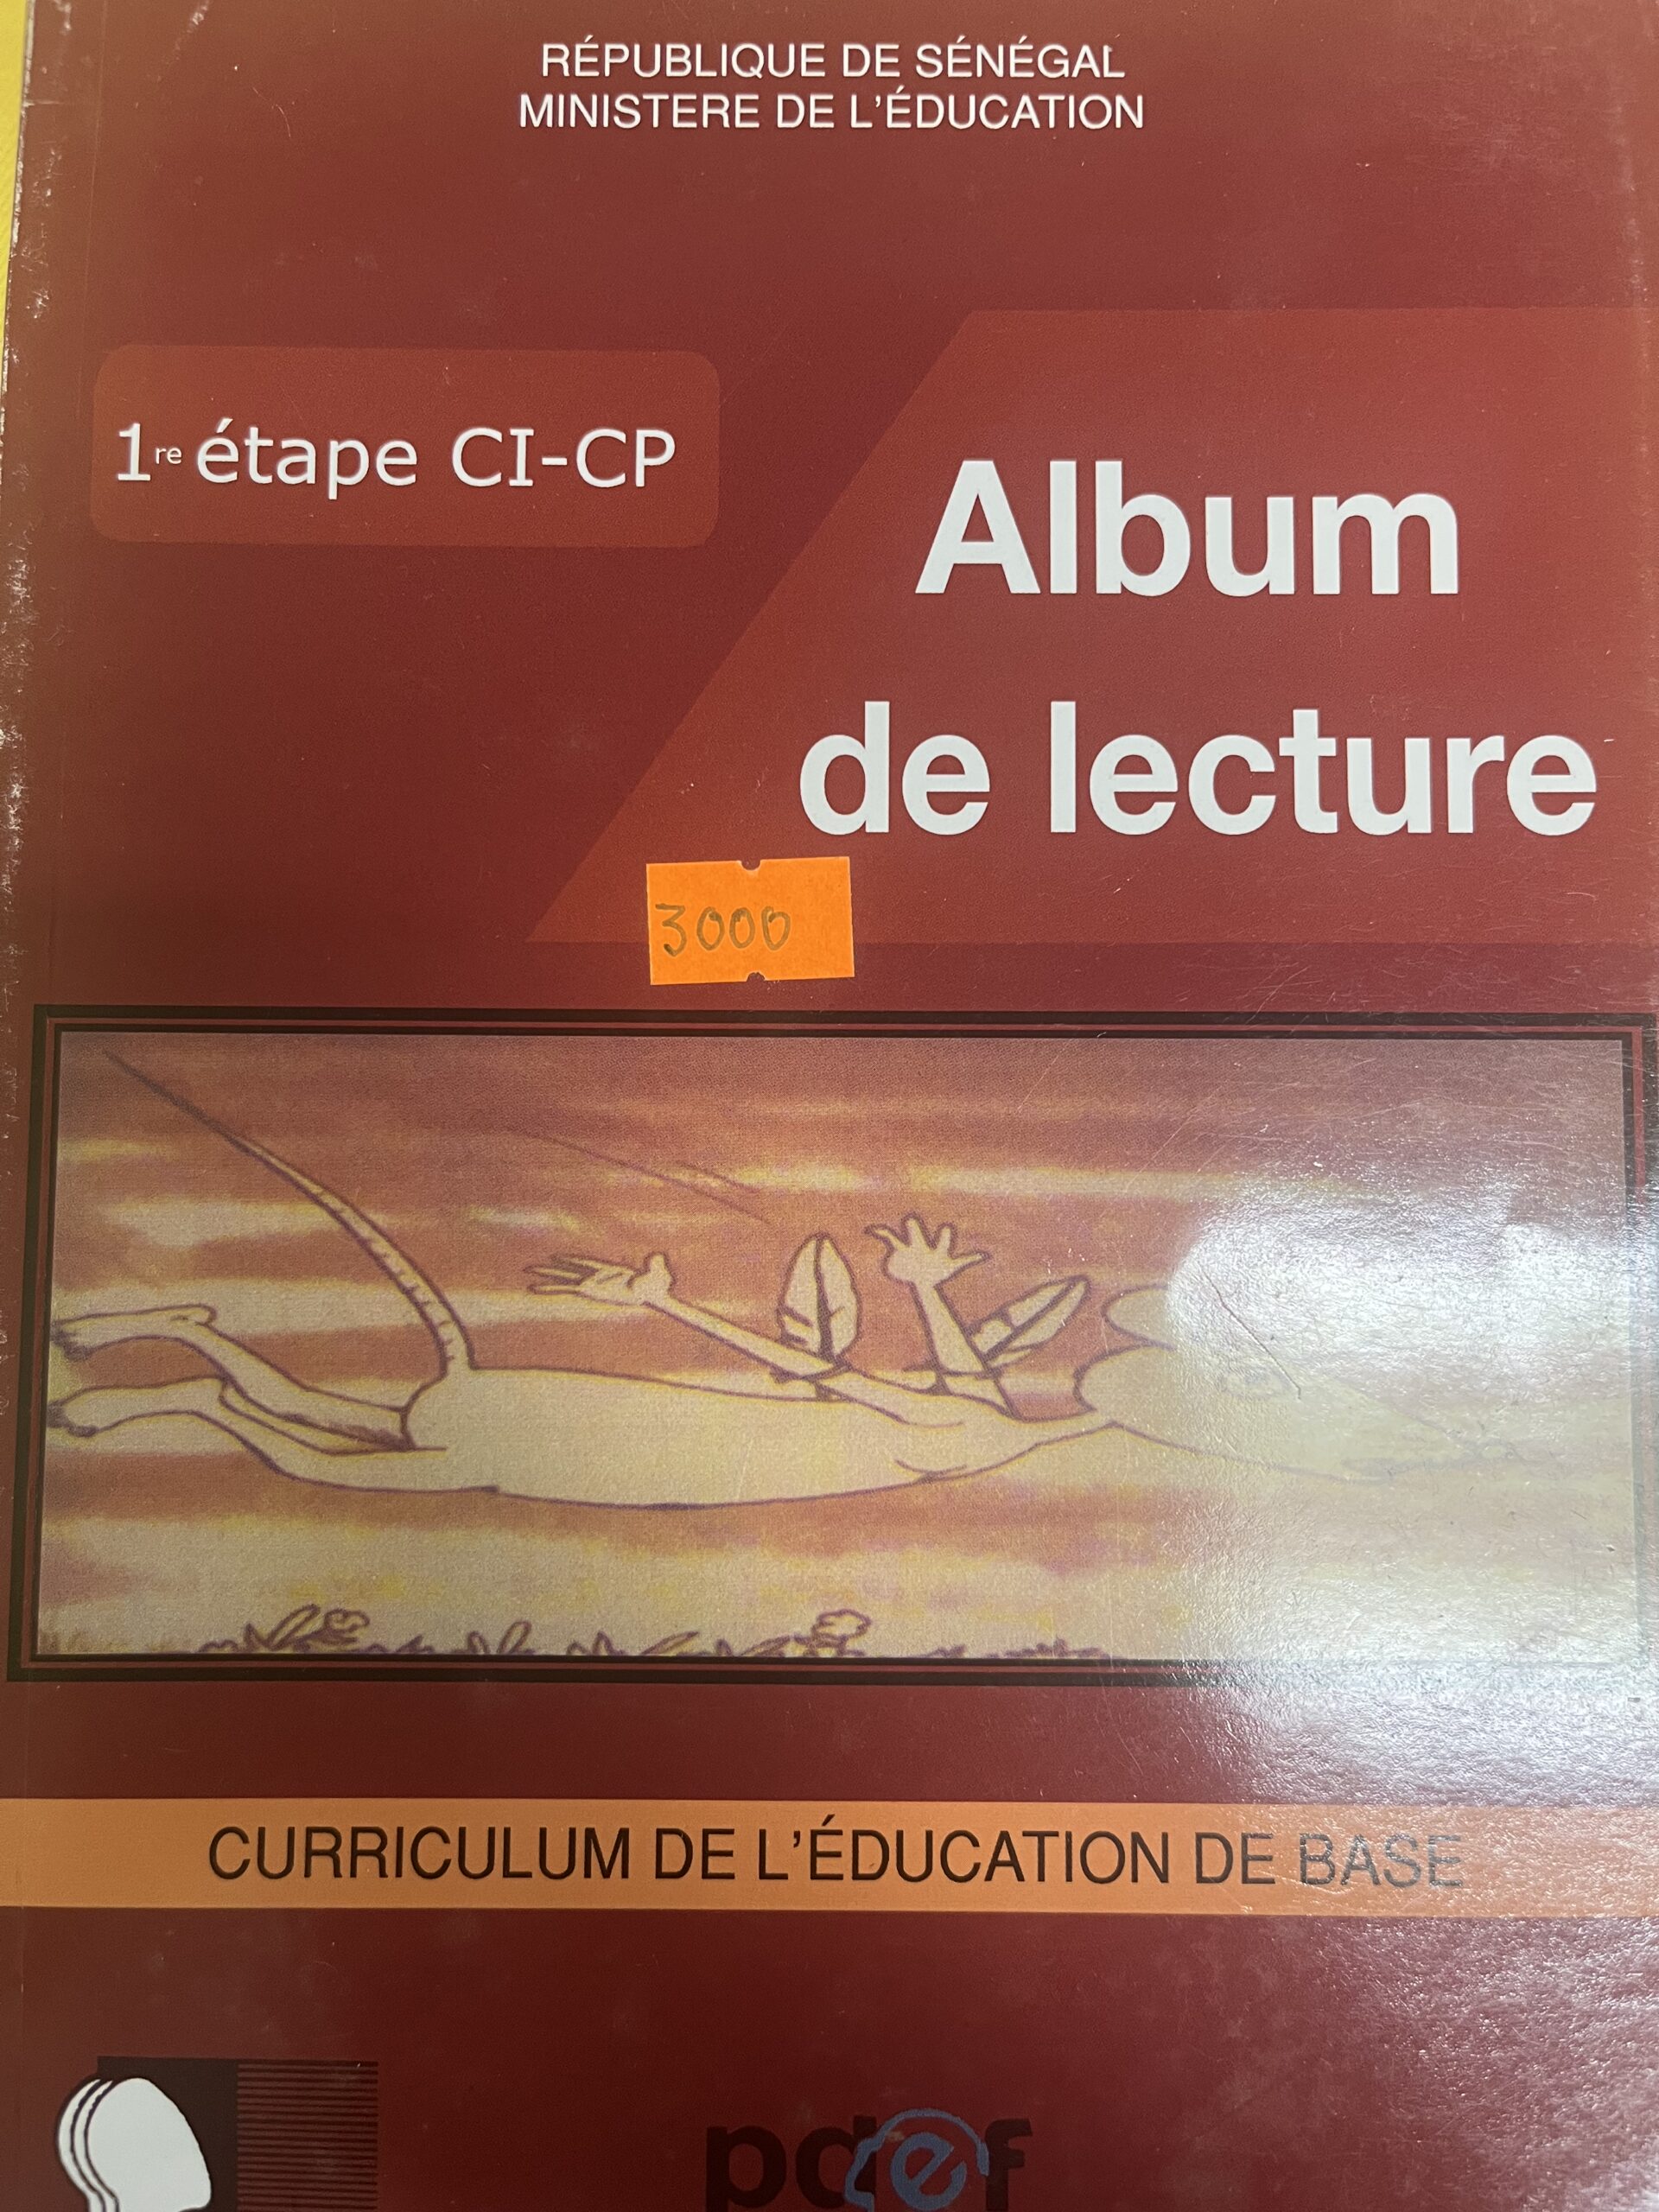 RÉPUBLIQUE DE SÉNÉGAL
MINISTERE DE L'ÉDUCATION
1re étape CI-CP
Album
de lecture
3000
CURRICULUM DE L'ÉDUCATION DE BASE
pdef